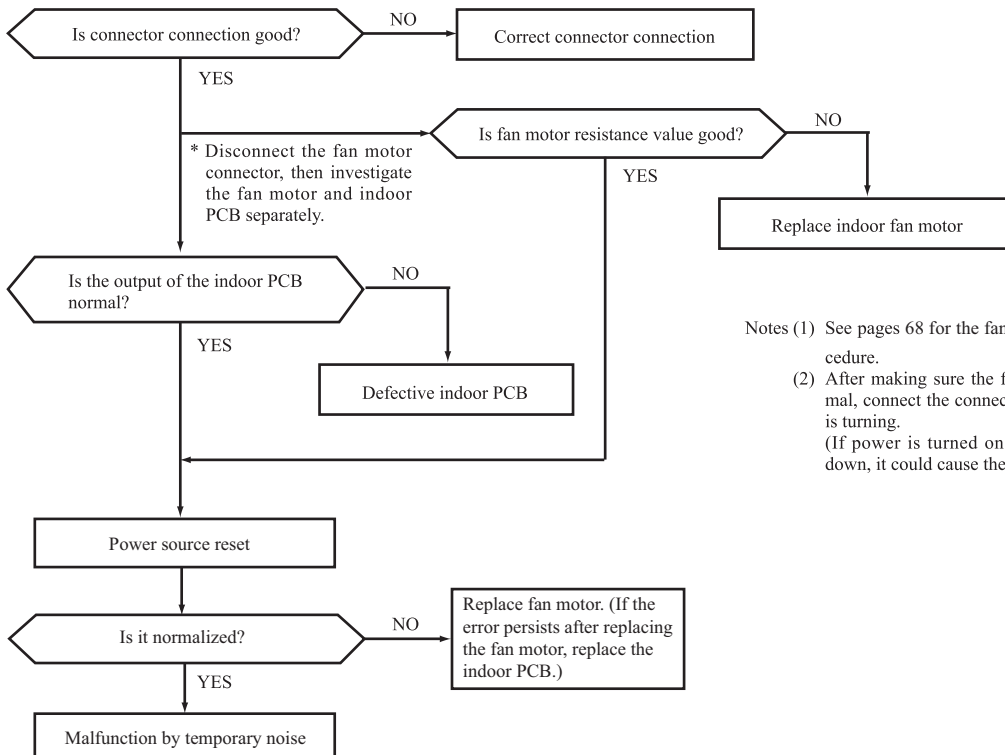 Is connector connection good?
NO
Correct connector connection
YES
Is fan motor resistance value good?
NO
* Disconnect the fan motor
connector, then investigate
the fan motor and indoor
PCB separately.
YES
Replace indoor fan motor
Is the output of the indoor PCB
normal?
NO
YES
Defective indoor PCB
Notes (1) See pages 68 for the fan
cedure.
(2) After making sure the
mal, connect the
is turning.
(If power is turned on
down, it could cause the
Power source reset
Is it normalized?
NO
Replace fan motor. (If the
error persists after replacing
the fan motor, replace the
indoor PCB.)
YES
Malfunction by temporary noise